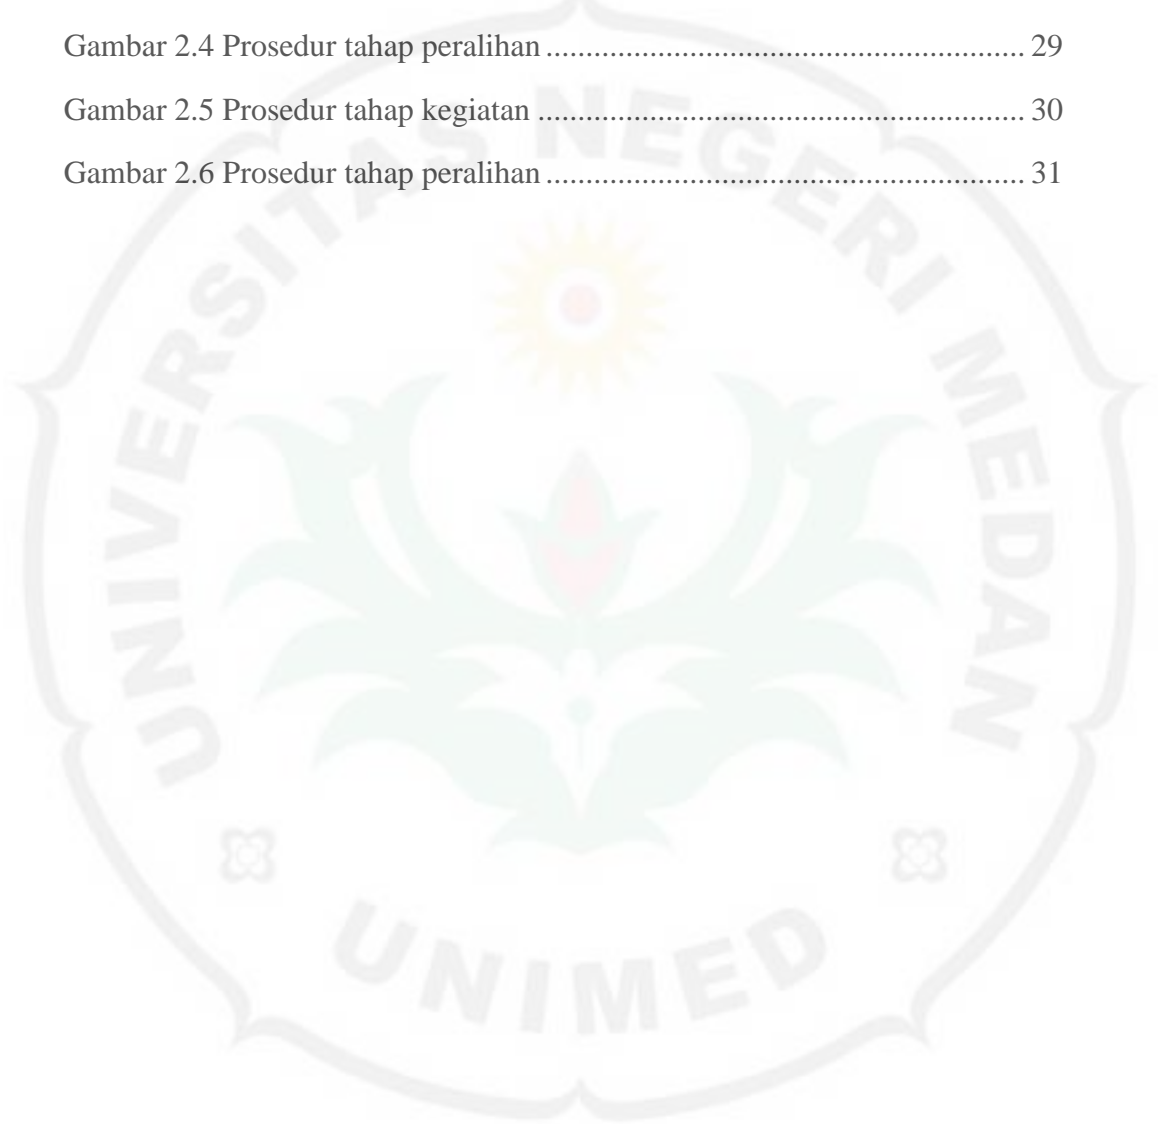 Gambar 2.4 Prosedur tahap peralihan ............................................................. 29
Gambar 2.5 Prosedur tahap kegiatan .............................................................. 30
Gambar 2.6 Prosedur tahap peralihan ............................................................. 31
UNIVERSITAS NEGERI MEDAN
UNIMED